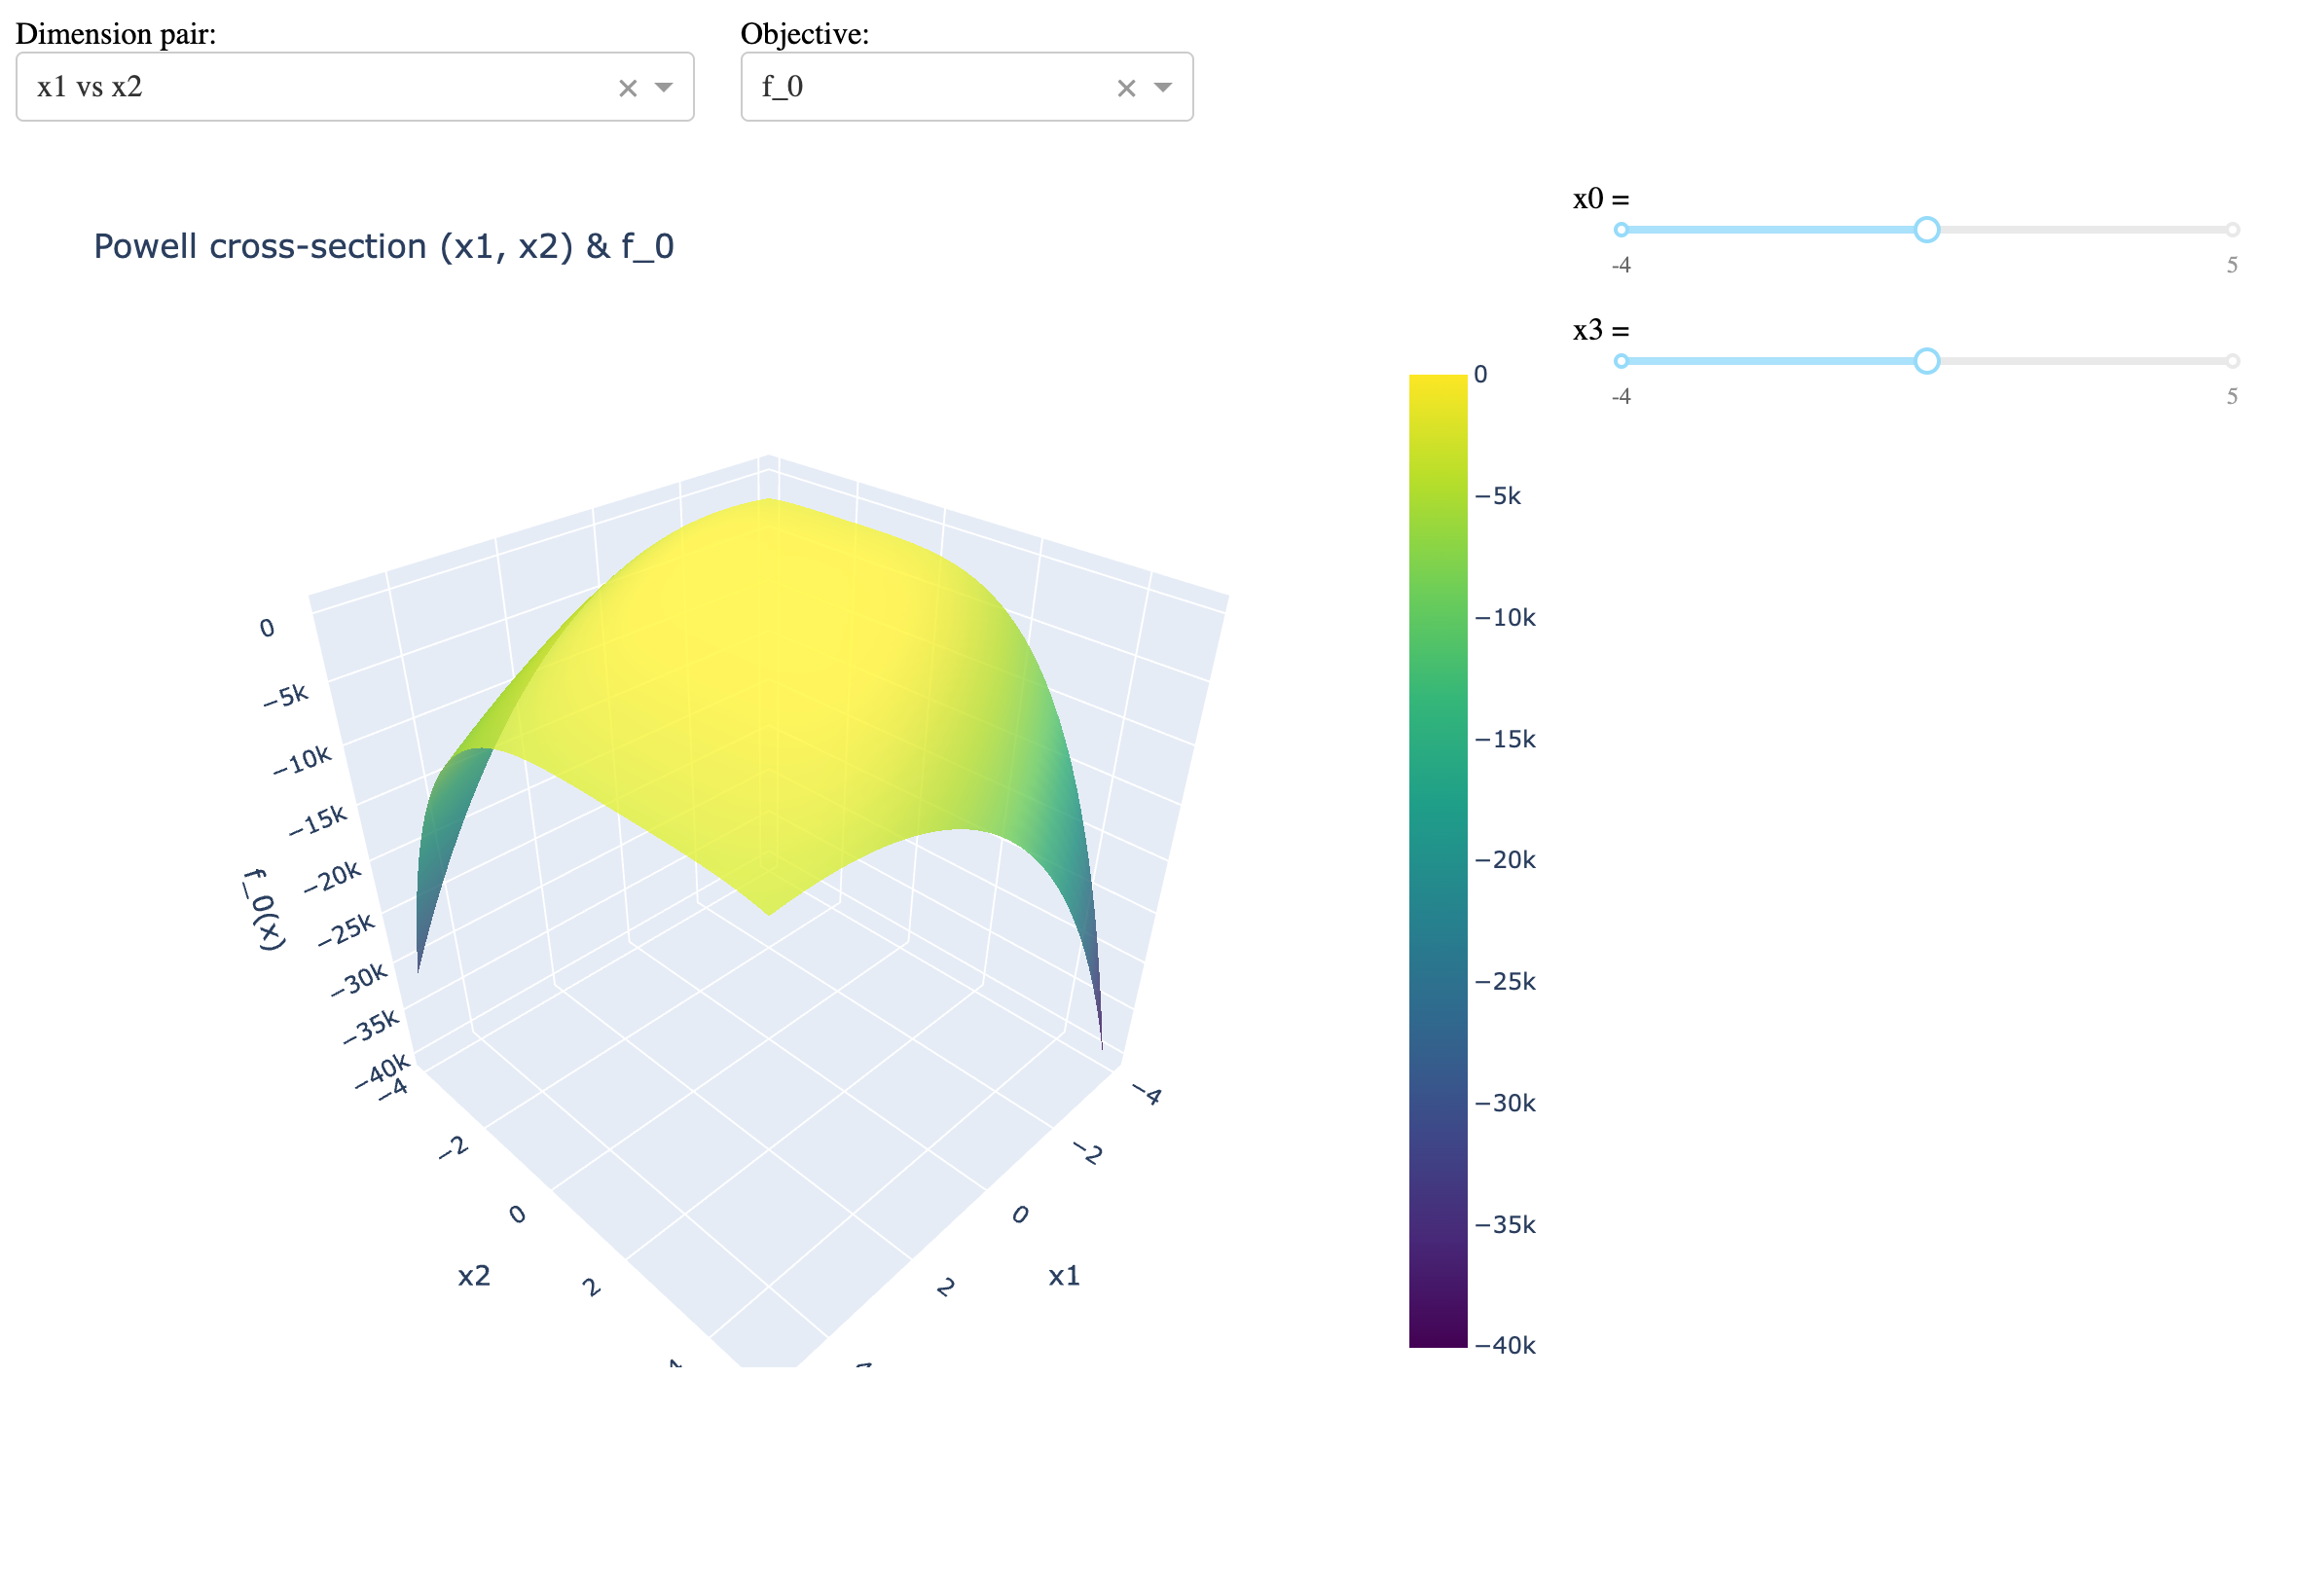 Dimension pair:
Objective:
x1 vs x2
f_0
x0 =
-4
5
Powell cross-section (x1, x2) & f_0
x3 =
-4
5
0
−5k
−10k
−15k
−20k
−25k
−30k
−35k
−40k
f_0(x)
0
−5k
−10k
−15k
−20k
−25k
−30k
−35k
−40k
−4
−2
0
2
x2
−4
−2
0
2
x1